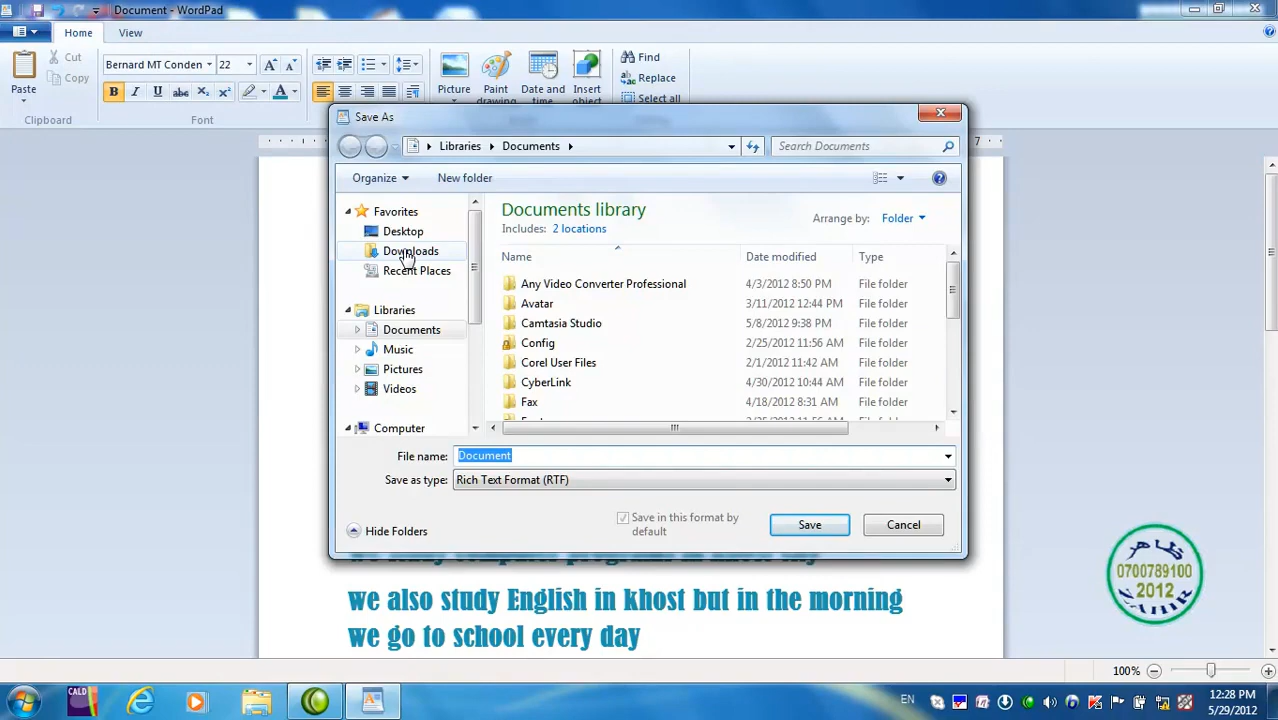 Document - WordPad
Home View
Cut
Copy
Paste
Clipboard
Bernard MT Conden 22
Font
Picture
Paint drawing
Date and time
Insert object
Find
Replace
Select all
7
Save As
Libraries Documents
Search Documents
Organize New folder
Favorites
Desktop
Downloads
Recent Places
Libraries
Documents
Music
Pictures
Videos
Computer
Documents library
Includes: 2 locations
Arrange by: Folder
Name Date modified Type
Any Video Converter Professional 4/3/2012 8:50 PM File folder
Avatar 3/11/2012 12:44 PM File folder
Camtasia Studio 5/8/2012 9:38 PM File folder
Config 2/25/2012 11:56 AM File folder
Corel User Files 2/1/2012 11:42 AM File folder
CyberLink 4/30/2012 10:44 AM File folder
Fax 4/18/2012 8:31 AM File folder
File name: Document
Save as type: Rich Text Format (RTF)
Save in this format by default
Save Cancel
Hide Folders
we also study English in khost but in the morning
we go to school every day
0700789100
2012
100%
CALD
EN
12:28 PM
5/29/2012